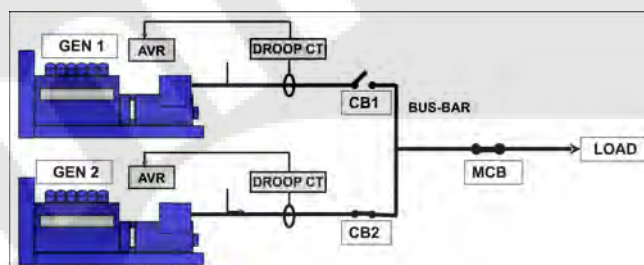 GEN 1
AVR
DROOP CT
CB1
BUS-BAR
MCB
LOAD
GEN 2
AVR
DROOP CT
CB2